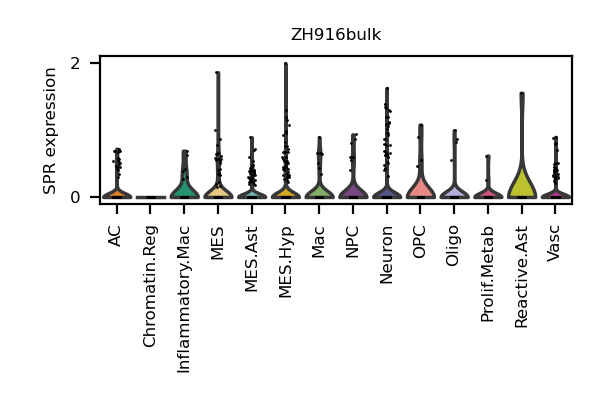 ZH916bulk
SPR expression
2
0
AC
Chromatin.Reg
Inflammatory.Mac
MES
MES.Ast
MES.Hyp
Mac
NPC
Neuron
OPC
Oligo
Prolif.Metab
Reactive.Ast
Vasc